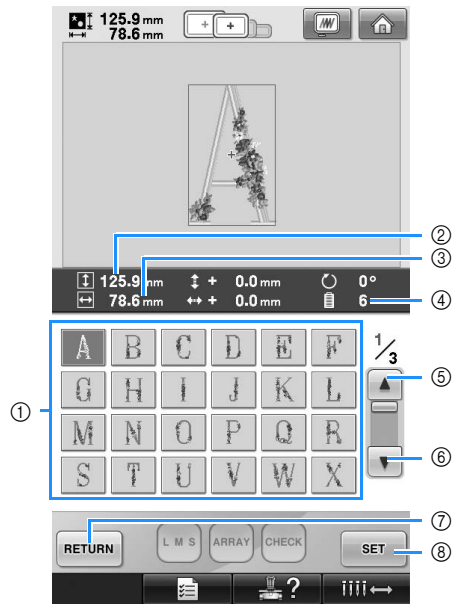 125.9 mm
78.6 mm
A
②
③
125.9 mm + 0.0 mm 0°
78.6 mm + 0.0 mm 6 ④
A B C D E F 1/3
G H I J K L ⑤
①
M N O P Q R
S T U V W X ⑥
⑦
RETURN L M S ARRAY CHECK SET ⑧
?